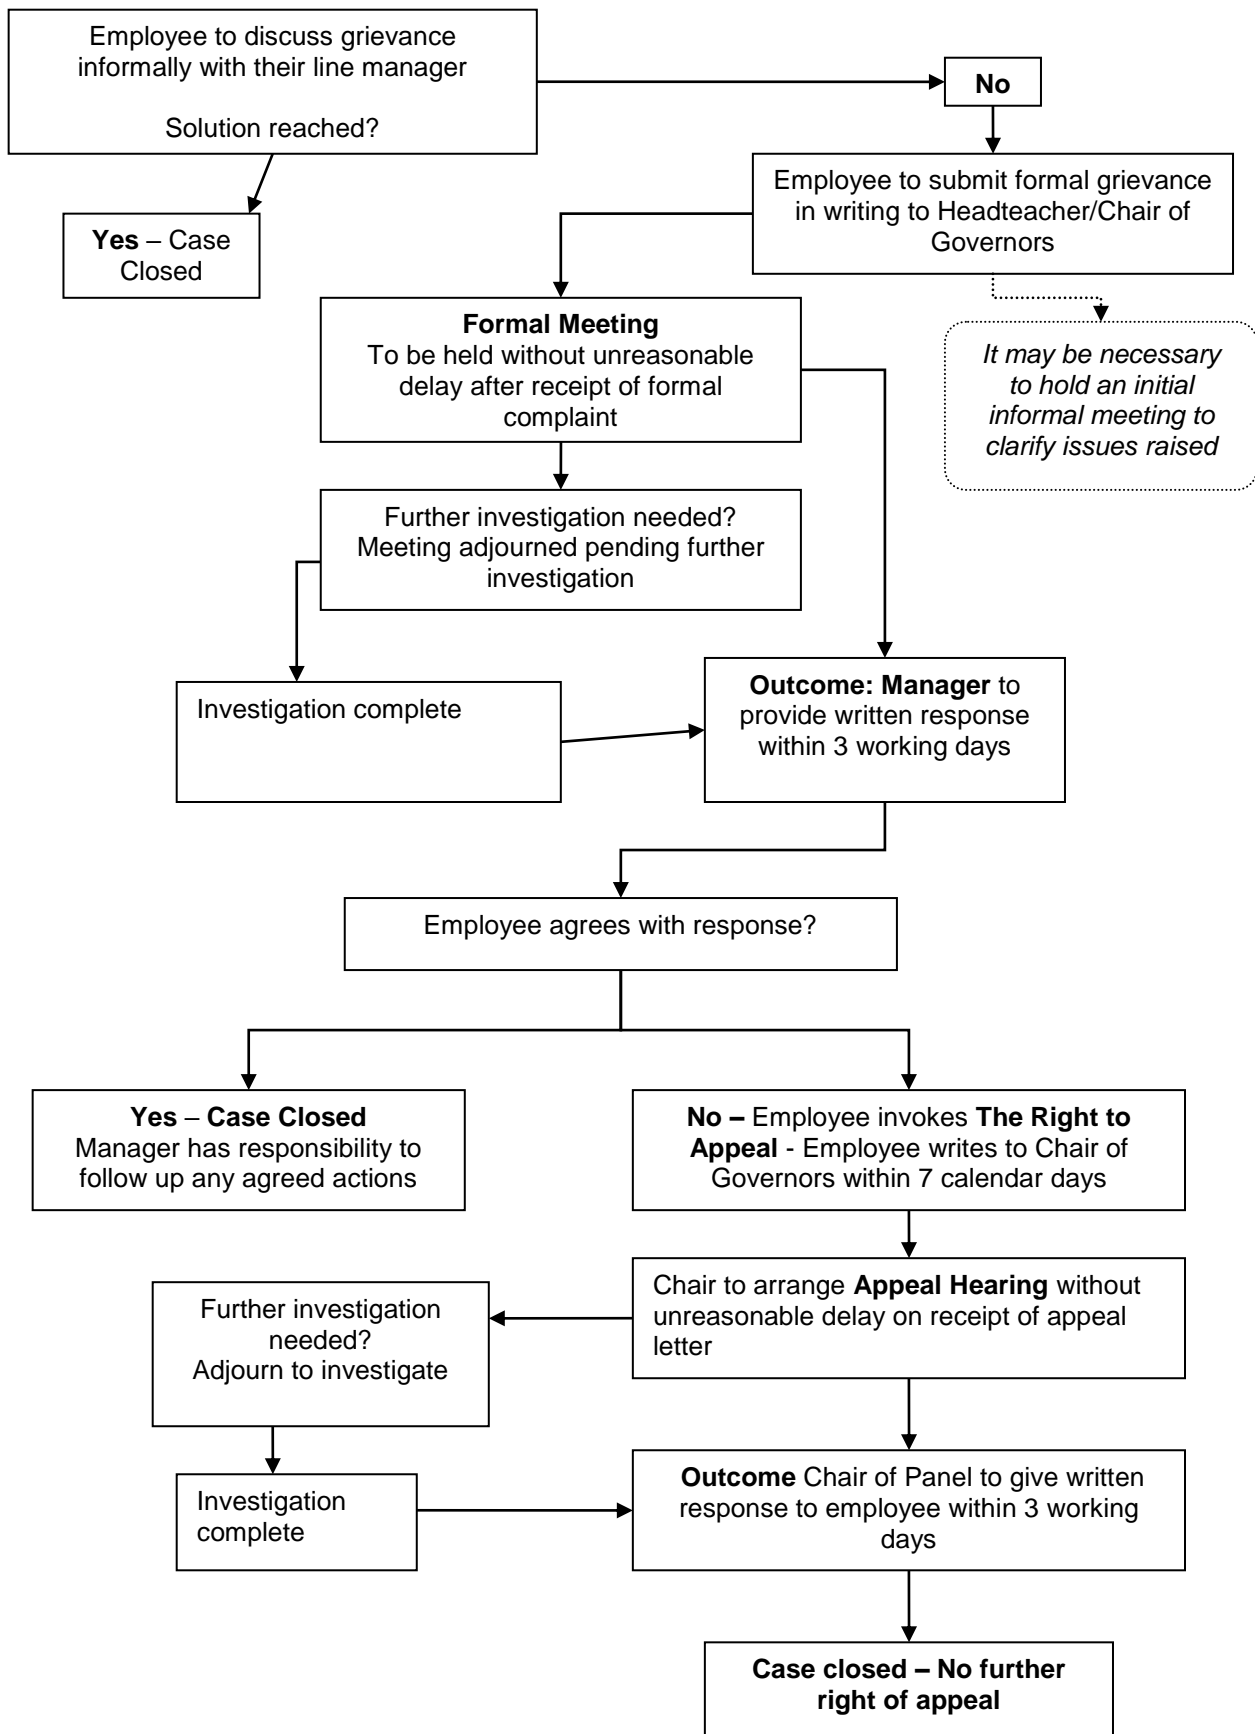 Employee to discuss grievance
informally with their line manager
Solution reached?
No
Yes – Case
Closed
Employee to submit formal grievance
in writing to Headteacher/Chair of
Governors
Formal Meeting
To be held without unreasonable
delay after receipt of formal
complaint
It may be necessary
to hold an initial
informal meeting to
clarify issues raised
Further investigation needed?
Meeting adjourned pending further
investigation
Investigation complete
Outcome: Manager to
provide written response
within 3 working days
Employee agrees with response?
Yes – Case Closed
Manager has responsibility to
follow up any agreed actions
No – Employee invokes The Right to
Appeal - Employee writes to Chair of
Governors within 7 calendar days
Chair to arrange Appeal Hearing without
unreasonable delay on receipt of appeal
letter
Further investigation
needed?
Adjourn to investigate
Investigation
complete
Outcome Chair of Panel to give written
response to employee within 3 working
days
Case closed – No further
right of appeal